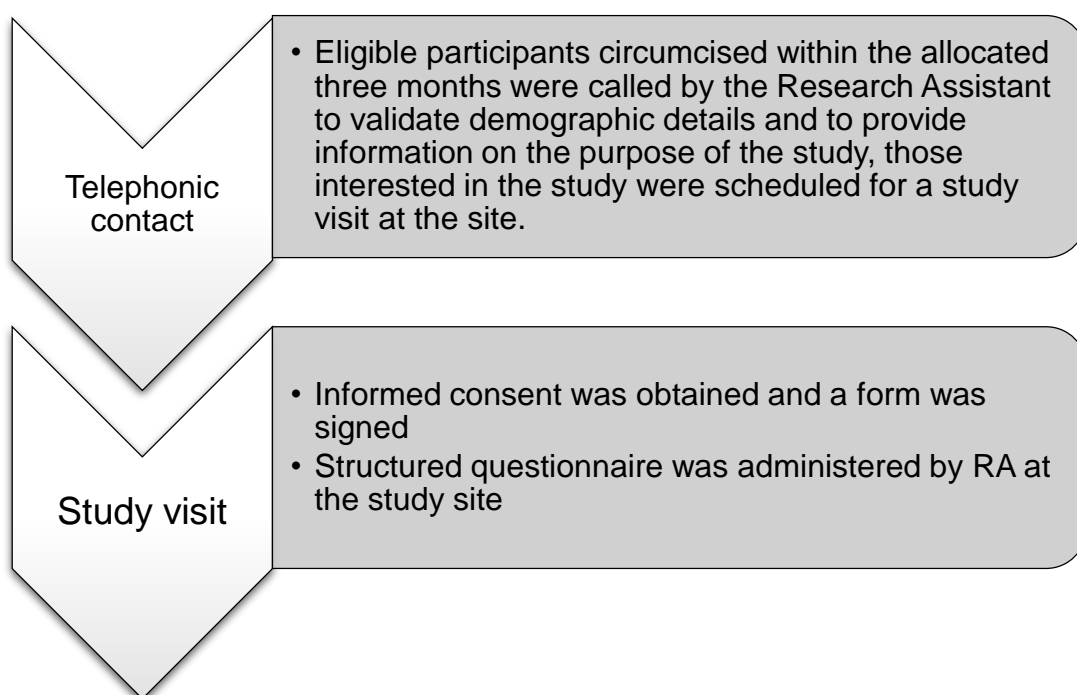 Telephonic
contact
• Eligible participants circumcised within the allocated
three months were called by the Research Assistant
to validate demographic details and to provide
information on the purpose of the study, those
interested in the study were scheduled for a study
visit at the site.
Study visit
• Informed consent was obtained and a form was
signed
• Structured questionnaire was administered by RA at
the study site